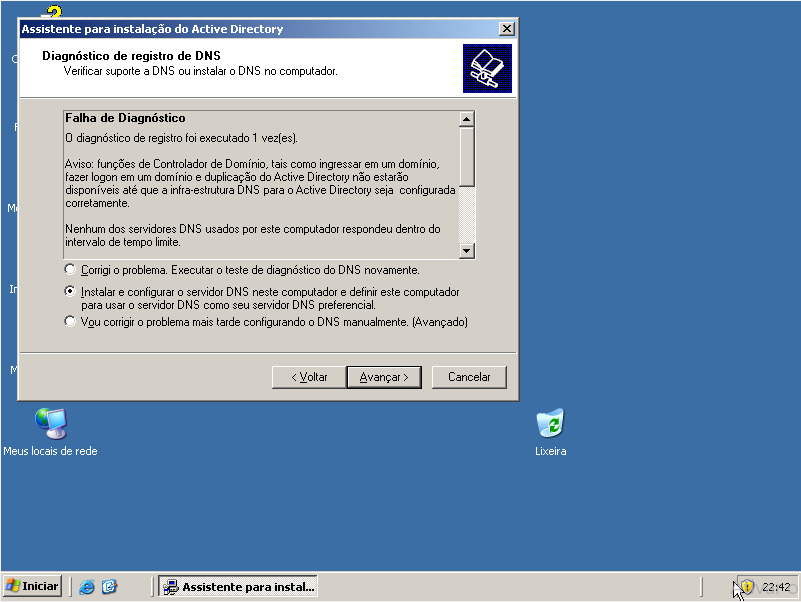 Assistente para instalação do Active Directory
Diagnóstico de registro de DNS
Verificar suporte a DNS ou instalar o DNS no computador.
Falha de Diagnóstico
O diagnóstico de registro foi executado 1 vez(es).
Aviso: funções de Controlador de Domínio, tais como ingressar em um domínio,
fazer logon em um domínio e duplicação do Active Directory não estarão
disponíveis até que a infra-estrutura DNS para o Active Directory seja configurada
corretamente.
Nenhum dos servidores DNS usados por este computador respondeu dentro do
intervalo de tempo limite.
Corrigi o problema. Executar o teste de diagnóstico do DNS novamente.
Instalar e configurar o servidor DNS neste computador e definir este computador
para usar o servidor DNS como seu servidor DNS preferencial.
Vou corrigir o problema mais tarde configurando o DNS manualmente. (Avançado)
< Voltar
Avançar >
Cancelar
Meus locais de rede
Lixeira
Iniciar
Assistente para instal...
22:42